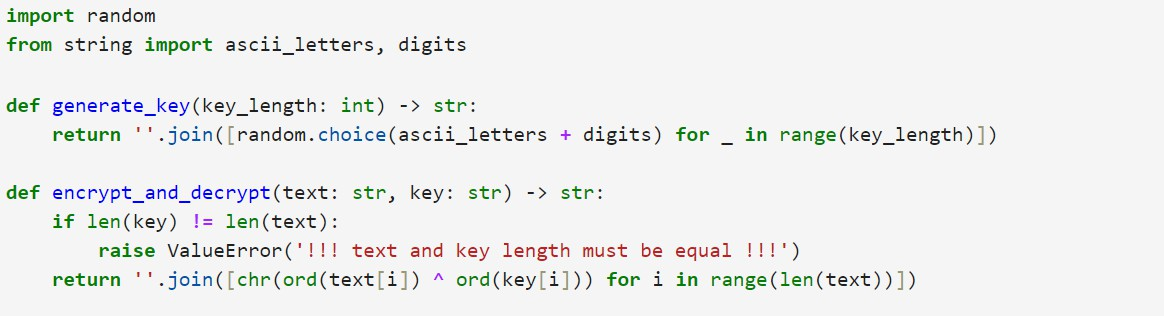 import random
from string import ascii_letters, digits

def generate_key(key_length: int) -> str:
    return ''.join([random.choice(ascii_letters + digits) for _ in range(key_length)])

def encrypt_and_decrypt(text: str, key: str) -> str:
    if len(key) != len(text):
        raise ValueError('!!! text and key length must be equal !!!')
    return ''.join([chr(ord(text[i]) ^ ord(key[i])) for i in range(len(text))])